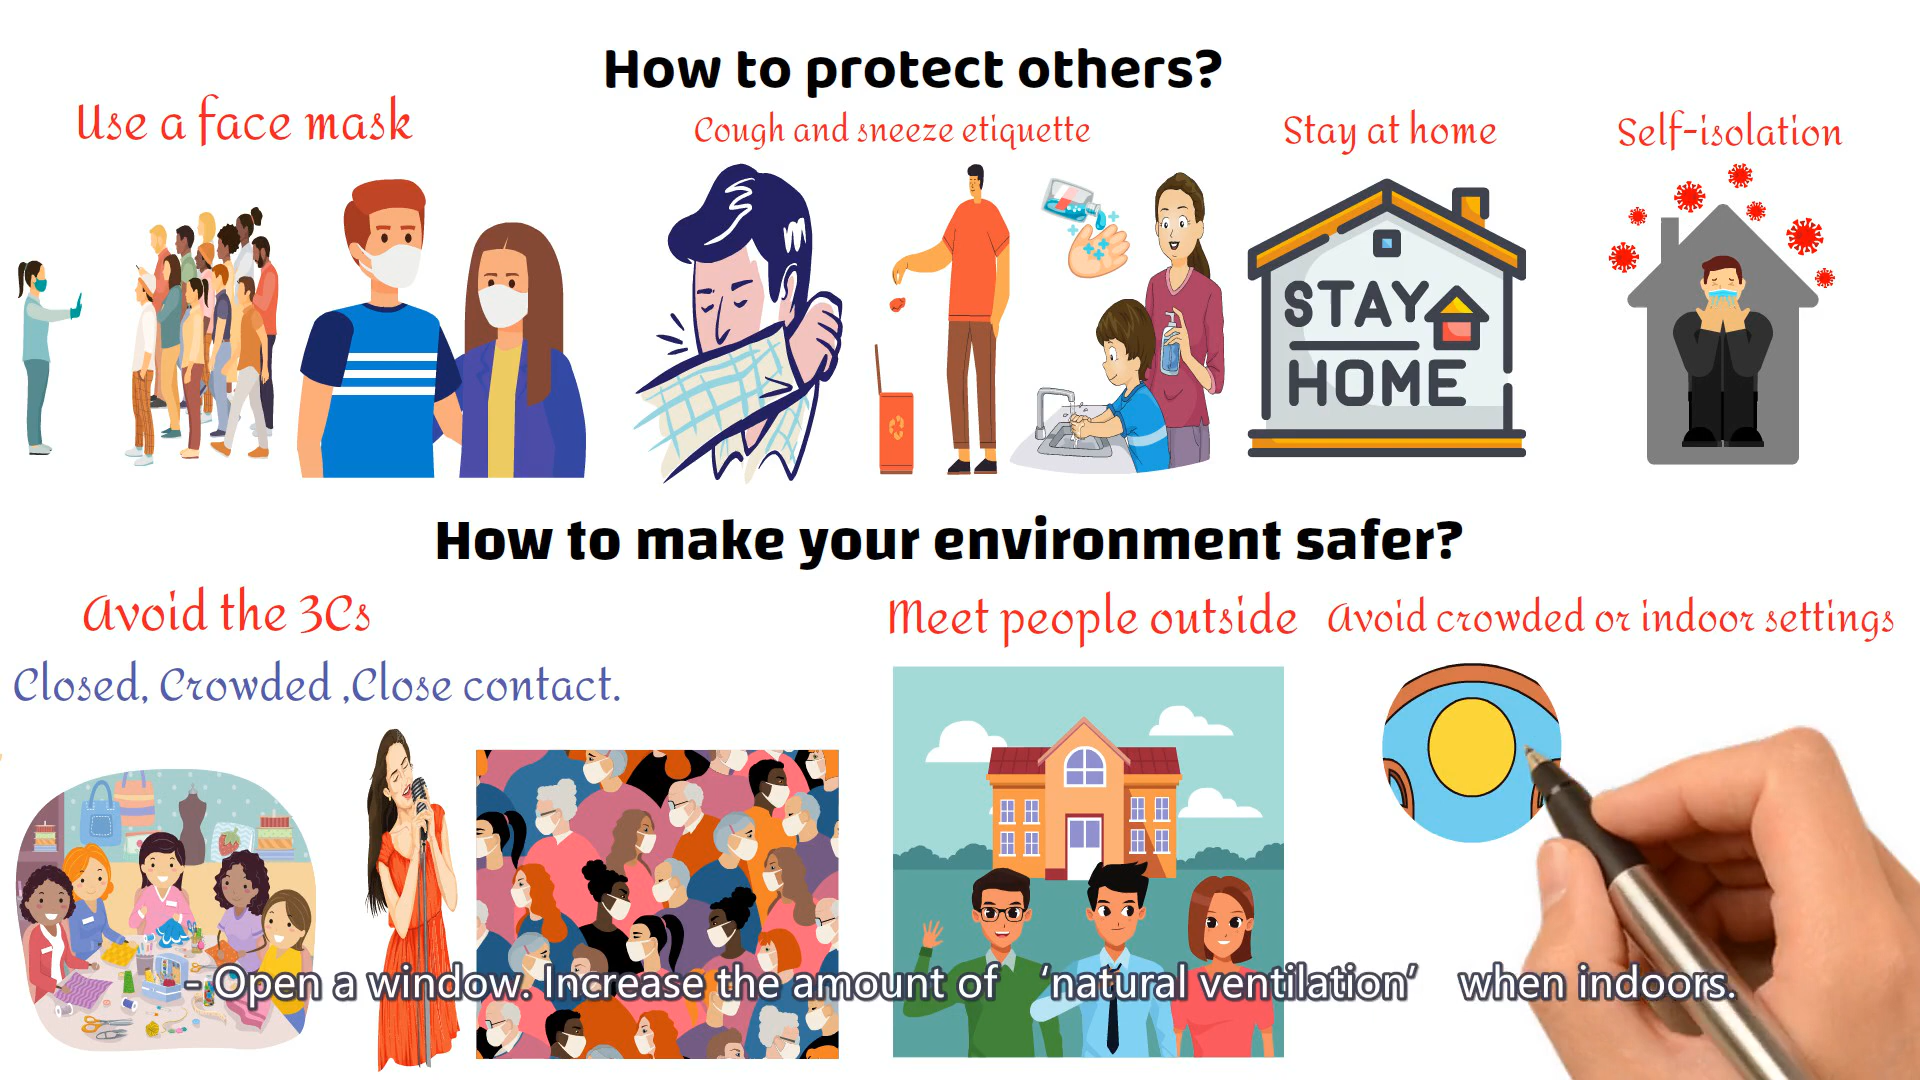 How to protect others?
Use a face mask
Cough and sneeze etiquette
Stay at home
Self-isolation
STAY
HOME
How to make your environment safer?
Avoid the 3Cs
Closed, Crowded ,Close contact.
Meet people outside
Avoid crowded or indoor settings
- Open a window. Increase the amount of ‘natural ventilation’ when indoors.